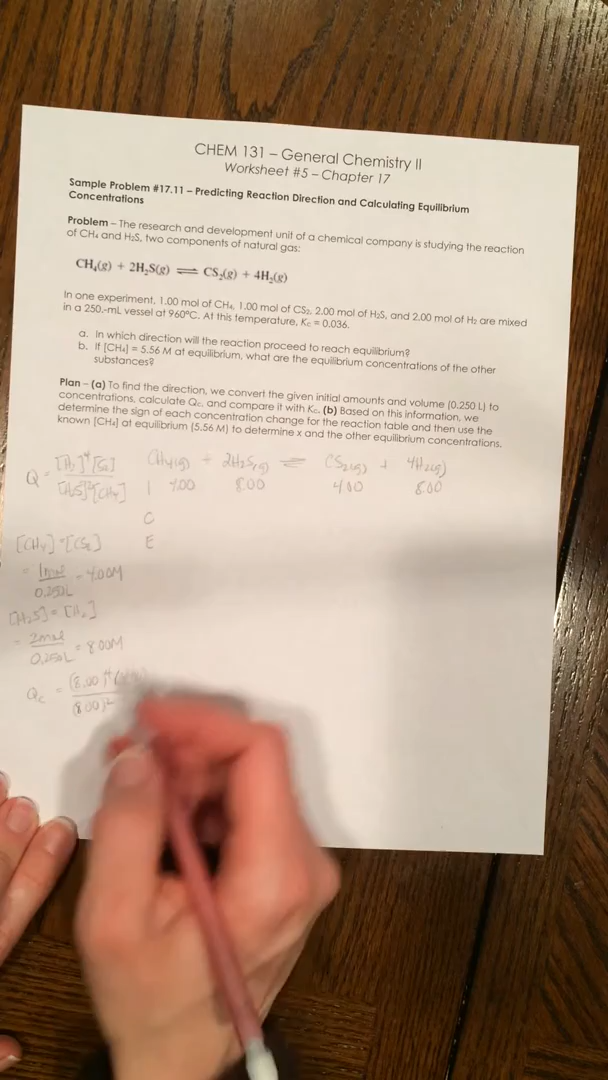 CHEM 131 – General Chemistry II
Worksheet #5 – Chapter 17
Sample Problem #17.11 – Predicting Reaction Direction and Calculating Equilibrium
Concentrations
Problem – The research and development unit of a chemical company is studying the reaction
of CH₄ and H₂S, two components of natural gas:
CH₄(g) + 2H₂S(g) ⇌ CS₂(g) + 4H₂(g)
In one experiment, 1.00 mol of CH₄, 1.00 mol of CS₂, 2.00 mol of H₂S, and 2.00 mol of H₂ are mixed
in a 250.-mL vessel at 960°C. At this temperature, Kc = 0.036.
a. In which direction will the reaction proceed to reach equilibrium?
b. If [CH₄] = 5.56 M at equilibrium, what are the equilibrium concentrations of the other
substances?
Plan – (a) To find the direction, we convert the given initial amounts and volume (0.250 L) to
concentrations, calculate Qc, and compare it with Kc. (b) Based on this information, we
determine the sign of each concentration change for the reaction table and then use the
known [CH₄] at equilibrium (5.56 M) to determine x and the other equilibrium concentrations.
CH₄(g) + 2H₂S(g) ⇌ CS₂(g) + 4H₂(g)
Q = [H₂]⁴[CS₂]
[H₂S]²[CH₄]
I 4.00 8.00 4.00 8.00
C
E
[CH₄] = [CS₂]
= 1mol = 4.00M
0.250L
[H₂S] = [H₂]
= 2mol = 8.00M
0.250L
Qc = (8.00)⁴
(8.00)²